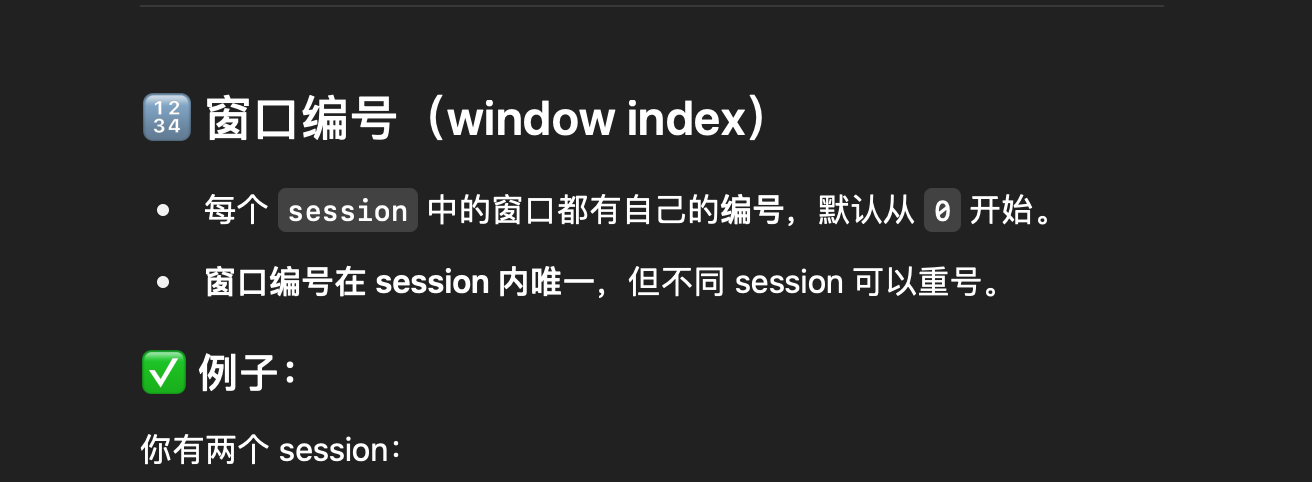 🔢 窗口编号（window index）
• 每个 session 中的窗口都有自己的编号，默认从 0 开始。
• 窗口编号在 session 内唯一，但不同 session 可以重号。
✅ 例子：
你有两个 session：